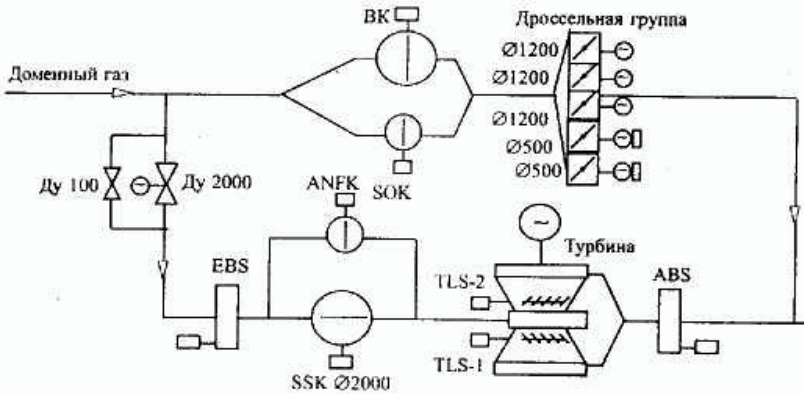 ВК
Дроссельная группа
Ø1200
Доменный газ
Ø1200
Ø1200
Ø500
Ду 100
Ду 2000
ANFK
SOK
Ø500
EBS
TLS-2
Турбина
ABS
TLS-1
SSK Ø2000